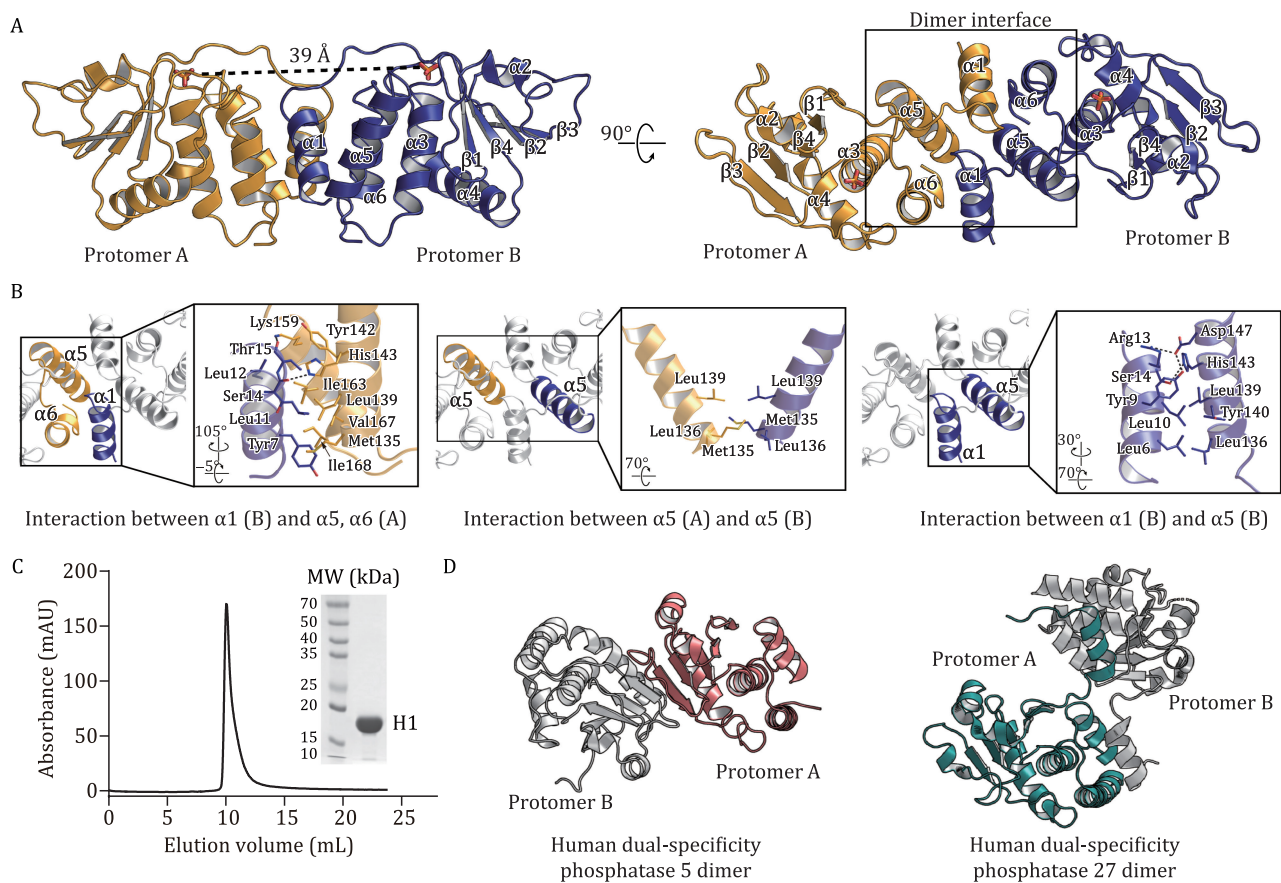 A
39 Å
α2
β3
β2
β4
β1
α1
α5
α3
α6
α4
Protomer A
Protomer B
90°
Dimer interface
α1
α4
α6
α5
β1
α2
β4
β2
β3
α3
α4
α6
α5
α3
α1
β3
β2
β4
β1
α2
Protomer A
Protomer B
B
α5
α1
α6
Lys159
Tyr142
Thr15
His143
Leu12
Ile163
Ser14
Leu139
Leu11
Val167
Tyr7
Met135
Ile168
105°
−5°
Interaction between α1 (B) and α5, α6 (A)
α5
α5
Leu139
Leu139
Met135
Leu136
Met135
Leu136
70°
Interaction between α5 (A) and α5 (B)
α5
α1
Arg13
Asp147
His143
Ser14
Leu139
Tyr9
Tyr140
Leu10
Leu136
Leu6
30°
70°
Interaction between α1 (B) and α5 (B)
C
Absorbance (mAU)
200
150
100
50
0
0 5 10 15 20 25
Elution volume (mL)
MW (kDa)
70
50
40
35
25
20
15
10
H1
D
Protomer A
Protomer B
Human dual-specificity
phosphatase 5 dimer
Protomer A
Protomer B
Human dual-specificity
phosphatase 27 dimer